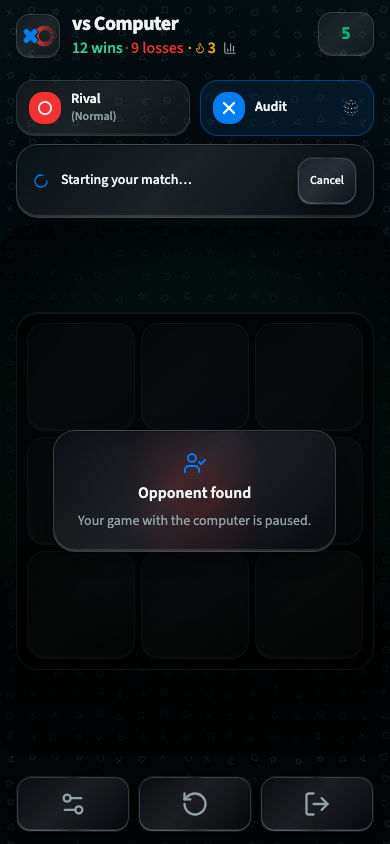 vs Computer
12 wins · 9 losses · 3
5
Rival
(Normal)
Audit
Starting your match...
Cancel
Opponent found
Your game with the computer is paused.